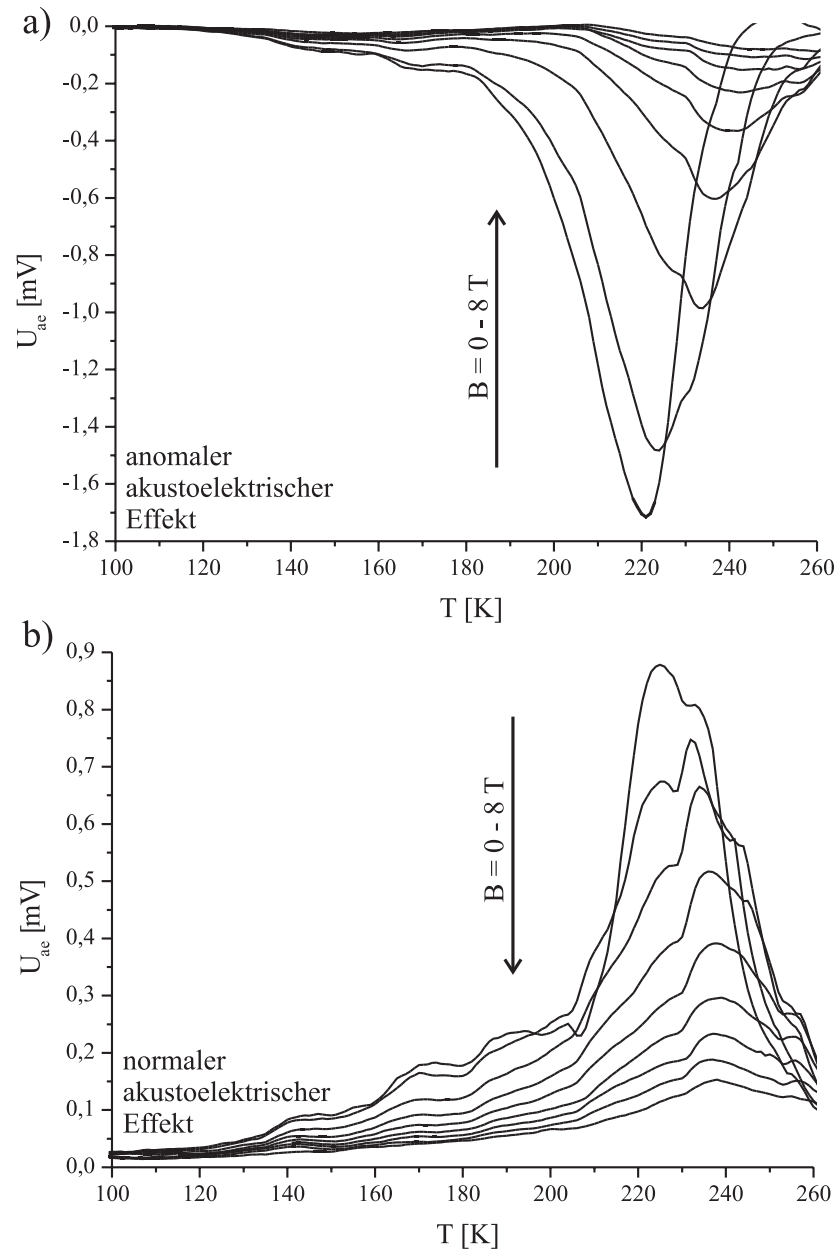 a)
0,0
-0,2
-0,4
-0,6
-0,8
-1,0
-1,2
-1,4
-1,6
-1,8
U_ae [mV]
B = 0 - 8 T
anomaler
akustoelektrischer
Effekt
100 120 140 160 180 200 220 240 260
T [K]
b)
0,9
0,8
0,7
0,6
0,5
0,4
0,3
0,2
0,1
0,0
U_ae [mV]
B = 0 - 8 T
normaler
akustoelektrischer
Effekt
100 120 140 160 180 200 220 240 260
T [K]